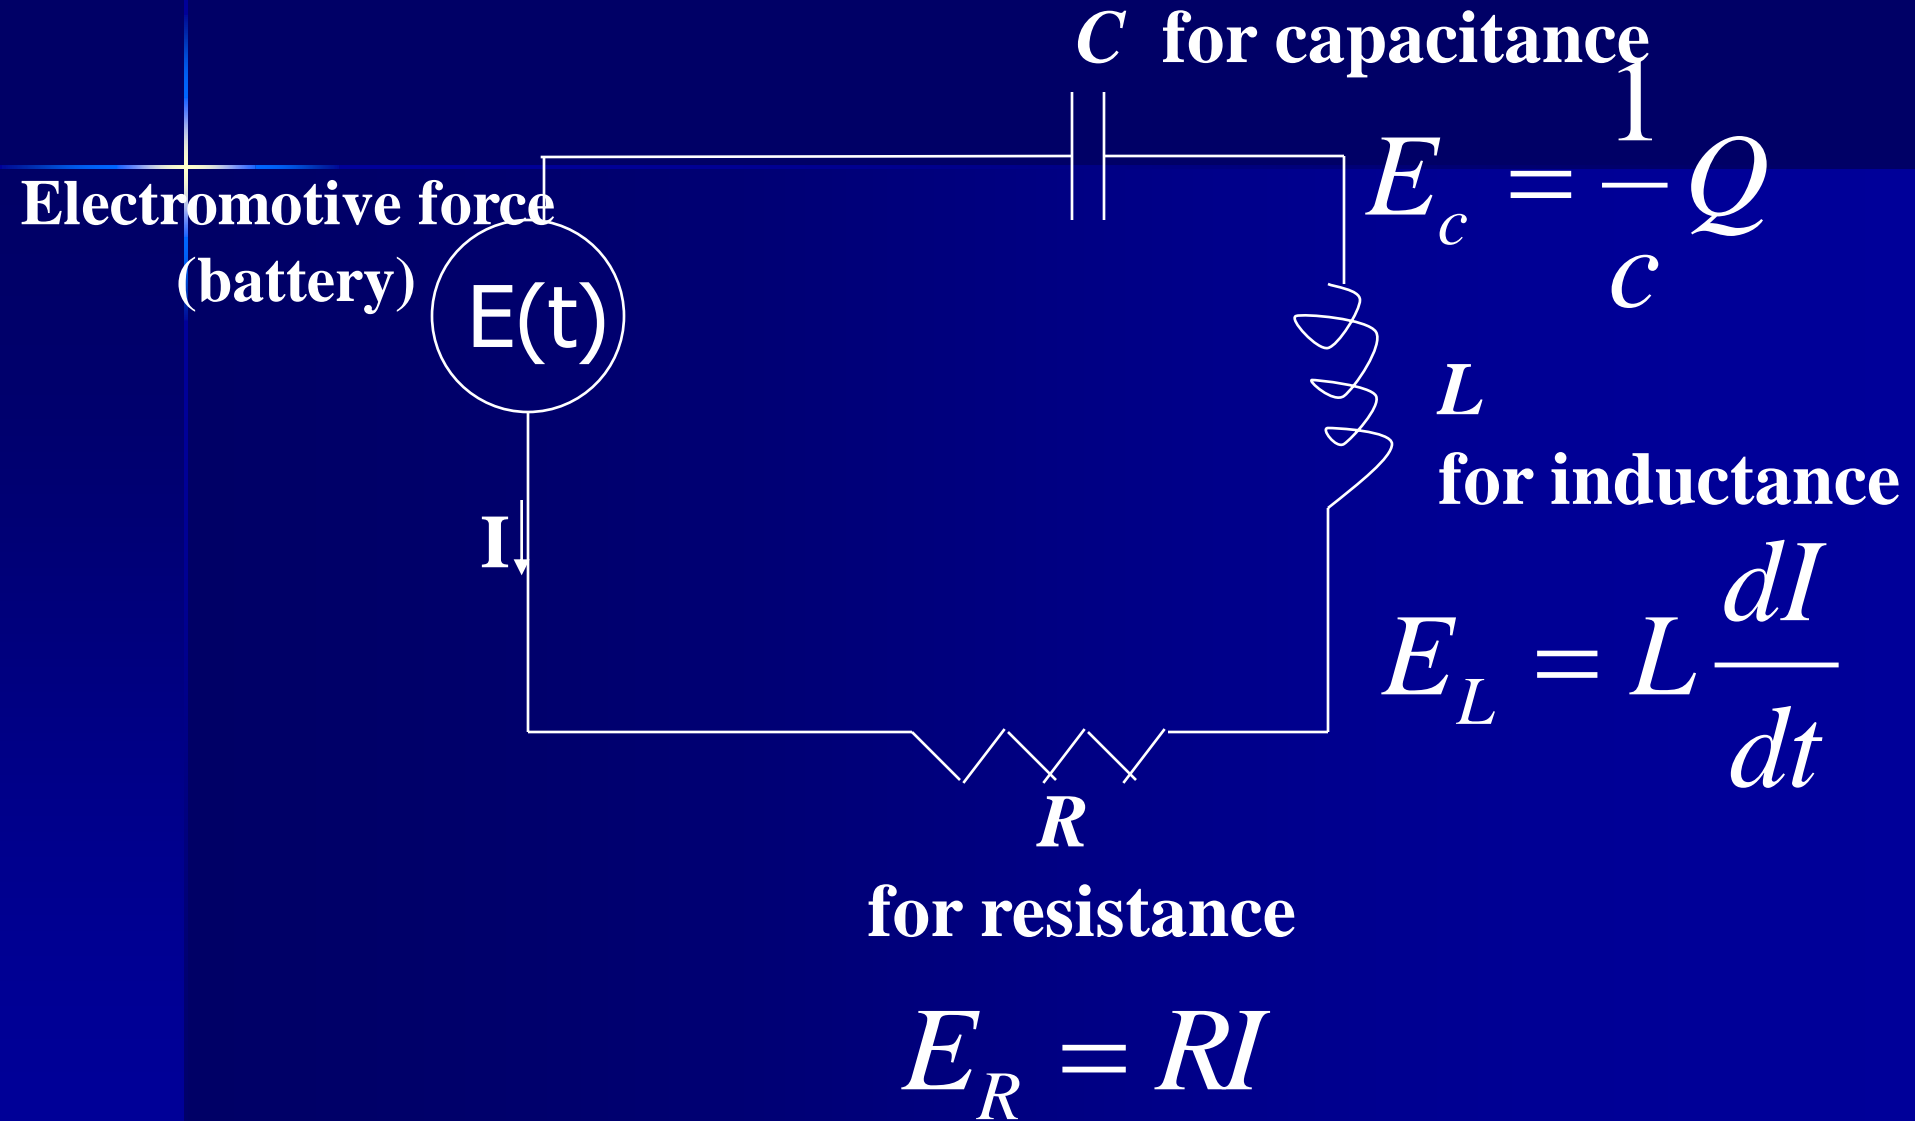 C for capacitance
E_c = 1/c Q
Electromotive force
(battery)
E(t)
L
for inductance
I
E_L = L dI/dt
R
for resistance
E_R = RI